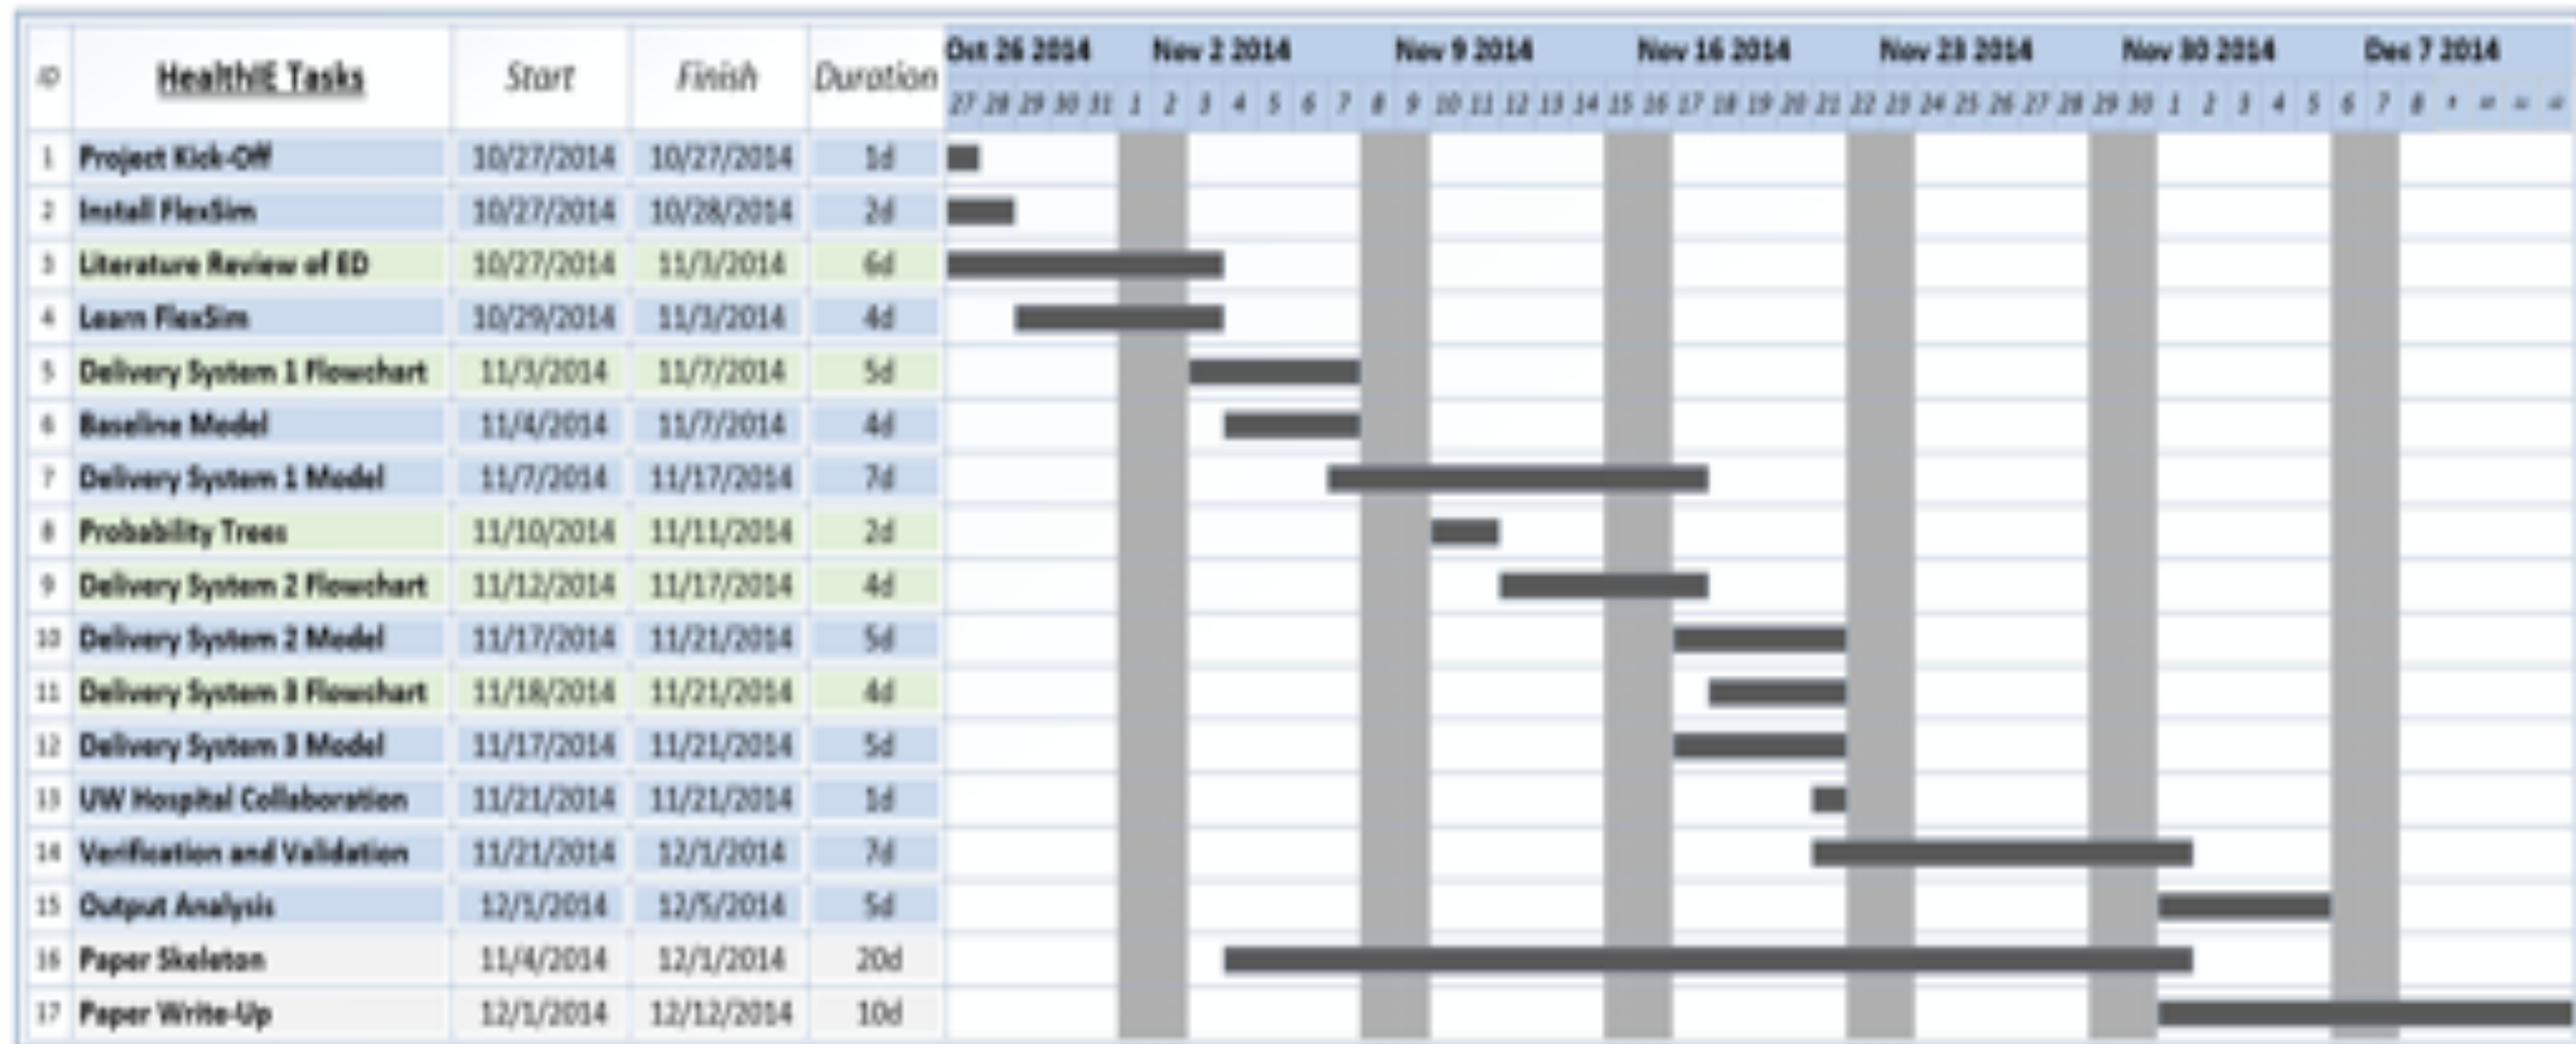 Oct 26 2014 Nov 2 2014 Nov 9 2014 Nov 16 2014 Nov 23 2014 Nov 30 2014 Dec 7 2014
ID HealthIE Tasks Start Finish Duration
27 28 29 30 31 1 2 3 4 5 6 7 8 9 10 11 12 13 14 15 16 17 18 19 20 21 22 23 24 25 26 27 28 29 30 1 2 3 4 5 6 7 8
1 Project Kick-Off 10/27/2014 10/27/2014 1d
2 Install FlexSim 10/27/2014 10/28/2014 2d
3 Literature Review of ED 10/27/2014 11/3/2014 6d
4 Learn FlexSim 10/29/2014 11/3/2014 4d
5 Delivery System 1 Flowchart 11/3/2014 11/7/2014 5d
6 Baseline Model 11/4/2014 11/7/2014 4d
7 Delivery System 1 Model 11/7/2014 11/17/2014 7d
8 Probability Trees 11/10/2014 11/11/2014 2d
9 Delivery System 2 Flowchart 11/12/2014 11/17/2014 4d
10 Delivery System 2 Model 11/17/2014 11/21/2014 5d
11 Delivery System 3 Flowchart 11/18/2014 11/21/2014 4d
12 Delivery System 3 Model 11/17/2014 11/21/2014 5d
13 UW Hospital Collaboration 11/21/2014 11/21/2014 1d
14 Verification and Validation 11/21/2014 12/1/2014 7d
15 Output Analysis 12/1/2014 12/5/2014 5d
16 Paper Skeleton 11/4/2014 12/1/2014 20d
17 Paper Write-Up 12/1/2014 12/12/2014 10d